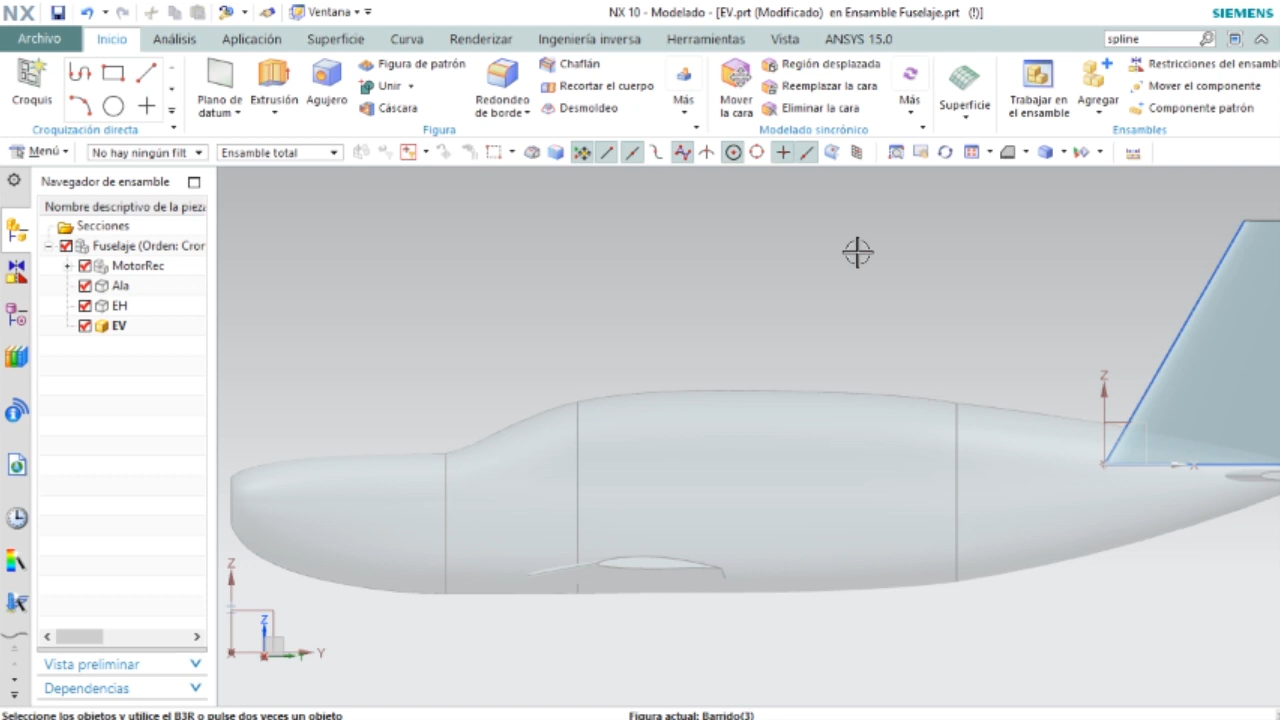 NX
Ventana
NX 10 - Modelado - [EV.prt (Modificado) en Ensamble Fuselaje.prt (!)]
SIEMENS
Archivo
Inicio
Análisis
Aplicación
Superficie
Curva
Renderizar
Ingeniería inversa
Herramientas
Vista
ANSYS 15.0
spline
Croquis
Croquización directa
Plano de datum
Extrusión
Agujero
Figura de patrón
Unir
Cáscara
Redondeo de borde
Chaflán
Recortar el cuerpo
Desmoldeo
Más
Figura
Mover la cara
Región desplazada
Reemplazar la cara
Eliminar la cara
Más
Modelado sincrónico
Superficie
Trabajar en el ensamble
Agregar
Restricciones del ensambl
Mover el componente
Componente patrón
Ensambles
Menú
No hay ningún filt
Ensamble total
Navegador de ensamble
Nombre descriptivo de la pieza
Secciones
Fuselaje (Orden: Cror
MotorRec
Ala
EH
EV
Vista preliminar
Dependencias
Z
X
Z
Z
Y
Seleccione los objetos y utilice el B3R o pulse dos veces un objeto
Figura actual: Barrido(3)